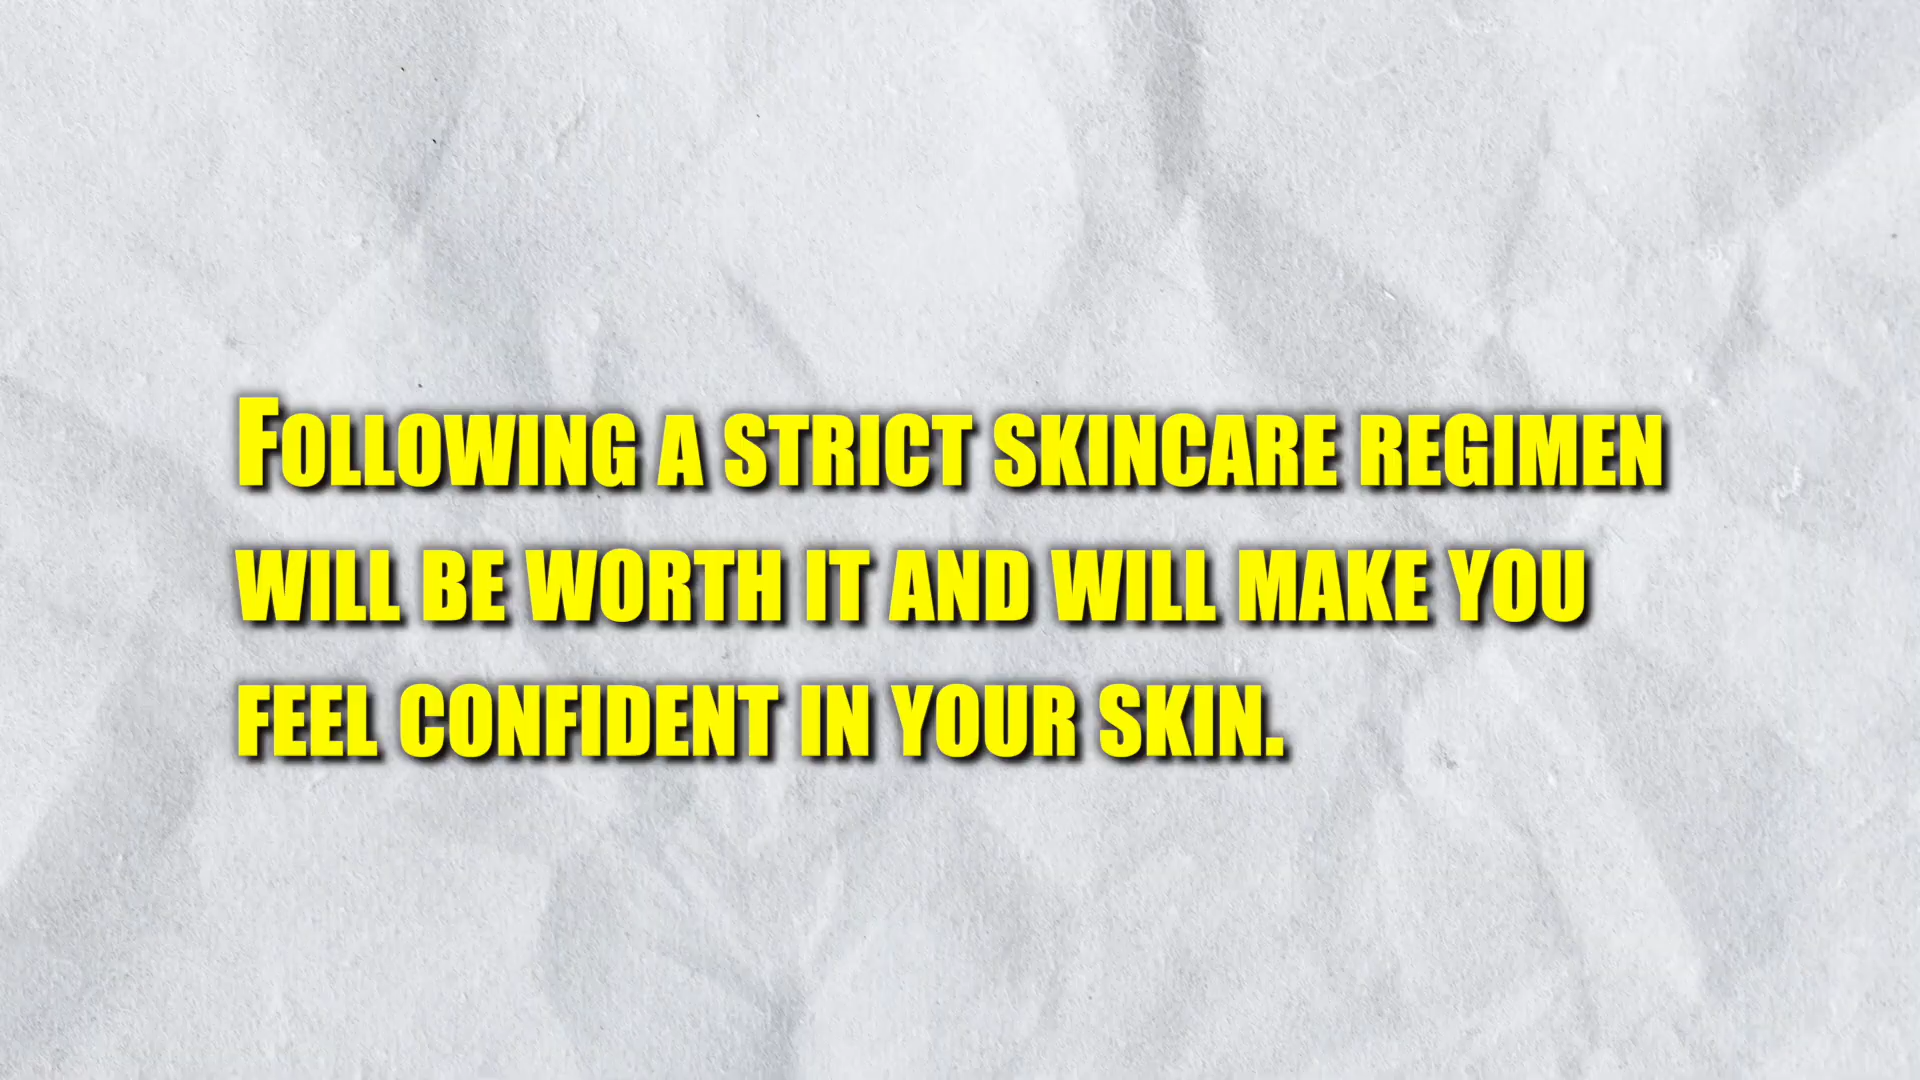 Following a strict skincare regimen
will be worth it and will make you
feel confident in your skin.